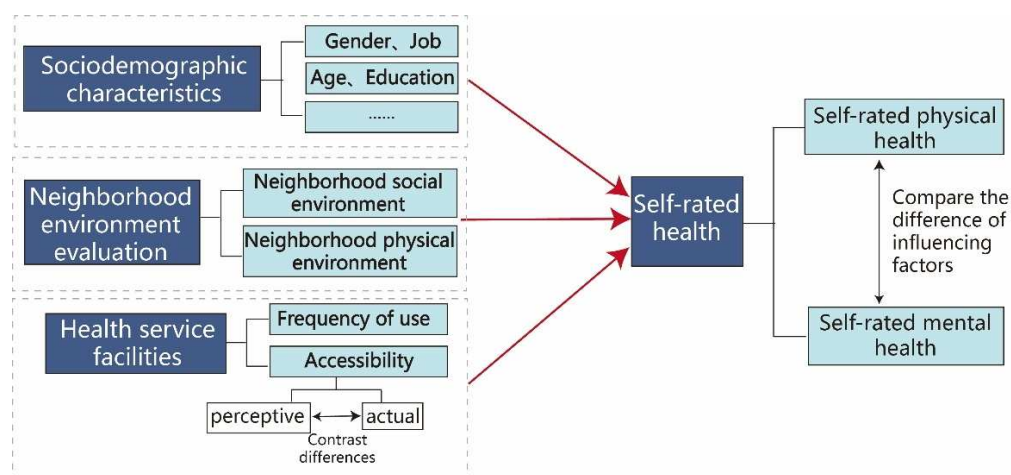 Sociodemographic
characteristics
Gender、Job
Age、Education
......
Neighborhood
environment
evaluation
Neighborhood social
environment
Neighborhood physical
environment
Health service
facilities
Frequency of use
Accessibility
perceptive
actual
Contrast
differences
Self-rated
health
Self-rated physical
health
Compare the
difference of
influencing
factors
Self-rated mental
health